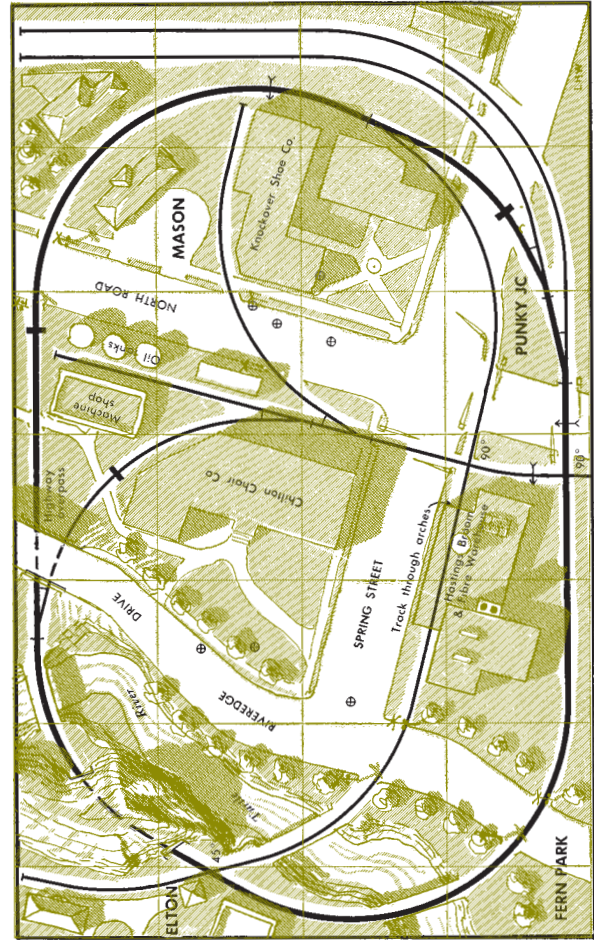 MASON
Knockover Shoe Co.
NORTH ROAD
Oil
Machine
shop
Highway
overpass
Chilton Chair Co
90°
90°
PUNKY JC
Track through arches
Hastings Broom
& Fibre Warehouse
SPRING STREET
DRIVE
RIVEREDGE
River
45
ELTON
FERN PARK